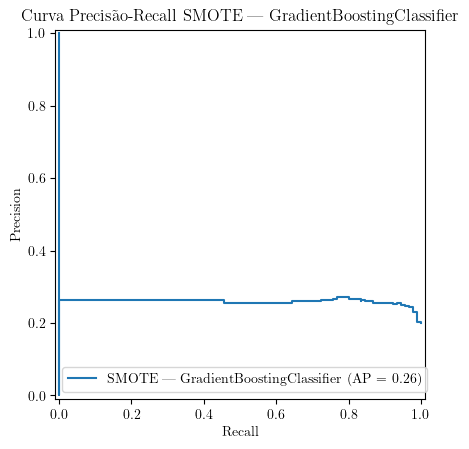 Curva Precisão-Recall SMOTE — GradientBoostingClassifier
1.0
0.8
0.6
0.4
0.2
0.0
Precision
SMOTE — GradientBoostingClassifier (AP = 0.26)
0.0 0.2 0.4 0.6 0.8 1.0
Recall